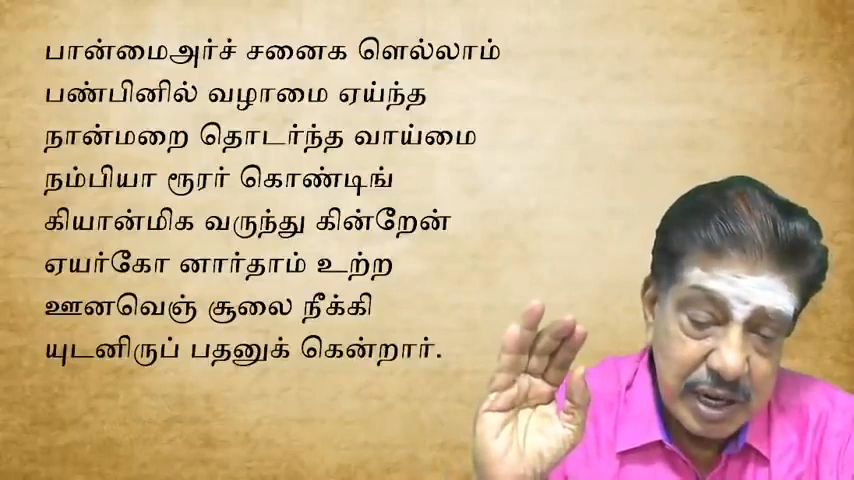 பான்மைஅர்ச் சனைக ளெல்லாம்
பண்பினில் வழாமை ஏய்ந்த
நான்மறை தொடர்ந்த வாய்மை
நம்பியா ரூரர் கொண்டிங்
கியான்மிக வருந்து கின்றேன்
ஏயர்கோ னார்தாம் உற்ற
ஊனவெஞ் சூலை நீக்கி
யுடனிருப் பதனுக் கென்றார்.